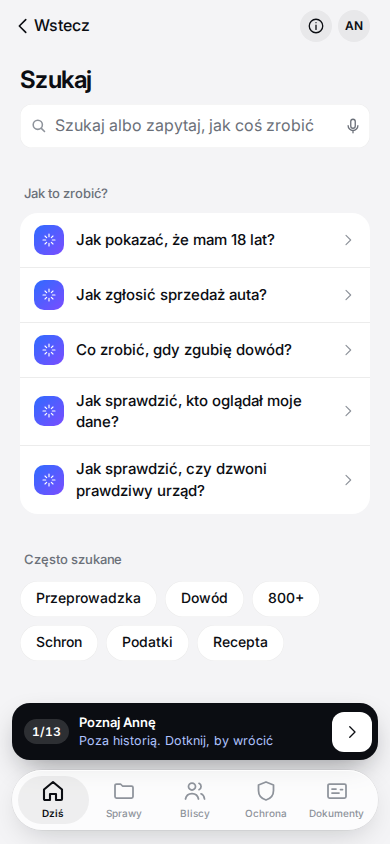 Wstecz
AN
Szukaj
Szukaj albo zapytaj, jak coś zrobić
Jak to zrobić?
Jak pokazać, że mam 18 lat?
Jak zgłosić sprzedaż auta?
Co zrobić, gdy zgubię dowód?
Jak sprawdzić, kto oglądał moje
dane?
Jak sprawdzić, czy dzwoni
prawdziwy urząd?
Często szukane
Przeprowadzka Dowód 800+
Schron Podatki Recepta
1/13
Poznaj Annę
Poza historią. Dotknij, by wrócić
Dziś Sprawy Bliscy Ochrona Dokumenty